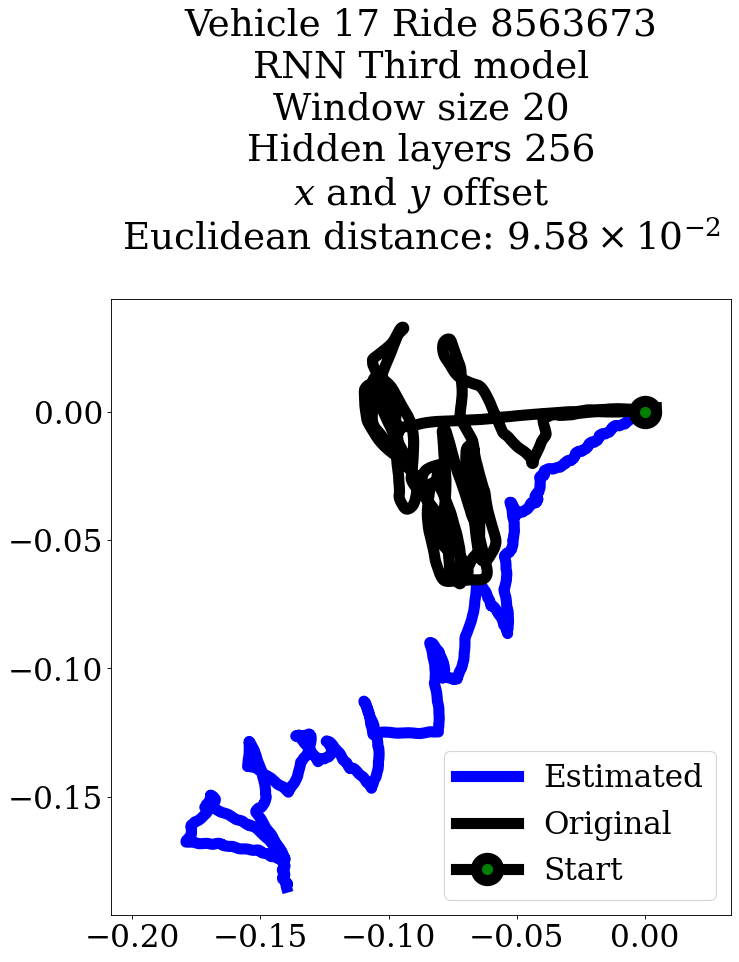 Vehicle 17 Ride 8563673
RNN Third model
Window size 20
Hidden layers 256
x and y offset
Euclidean distance: 9.58 × 10⁻²
0.00
−0.05
−0.10
−0.15
Estimated
Original
Start
−0.20 −0.15 −0.10 −0.05 0.00